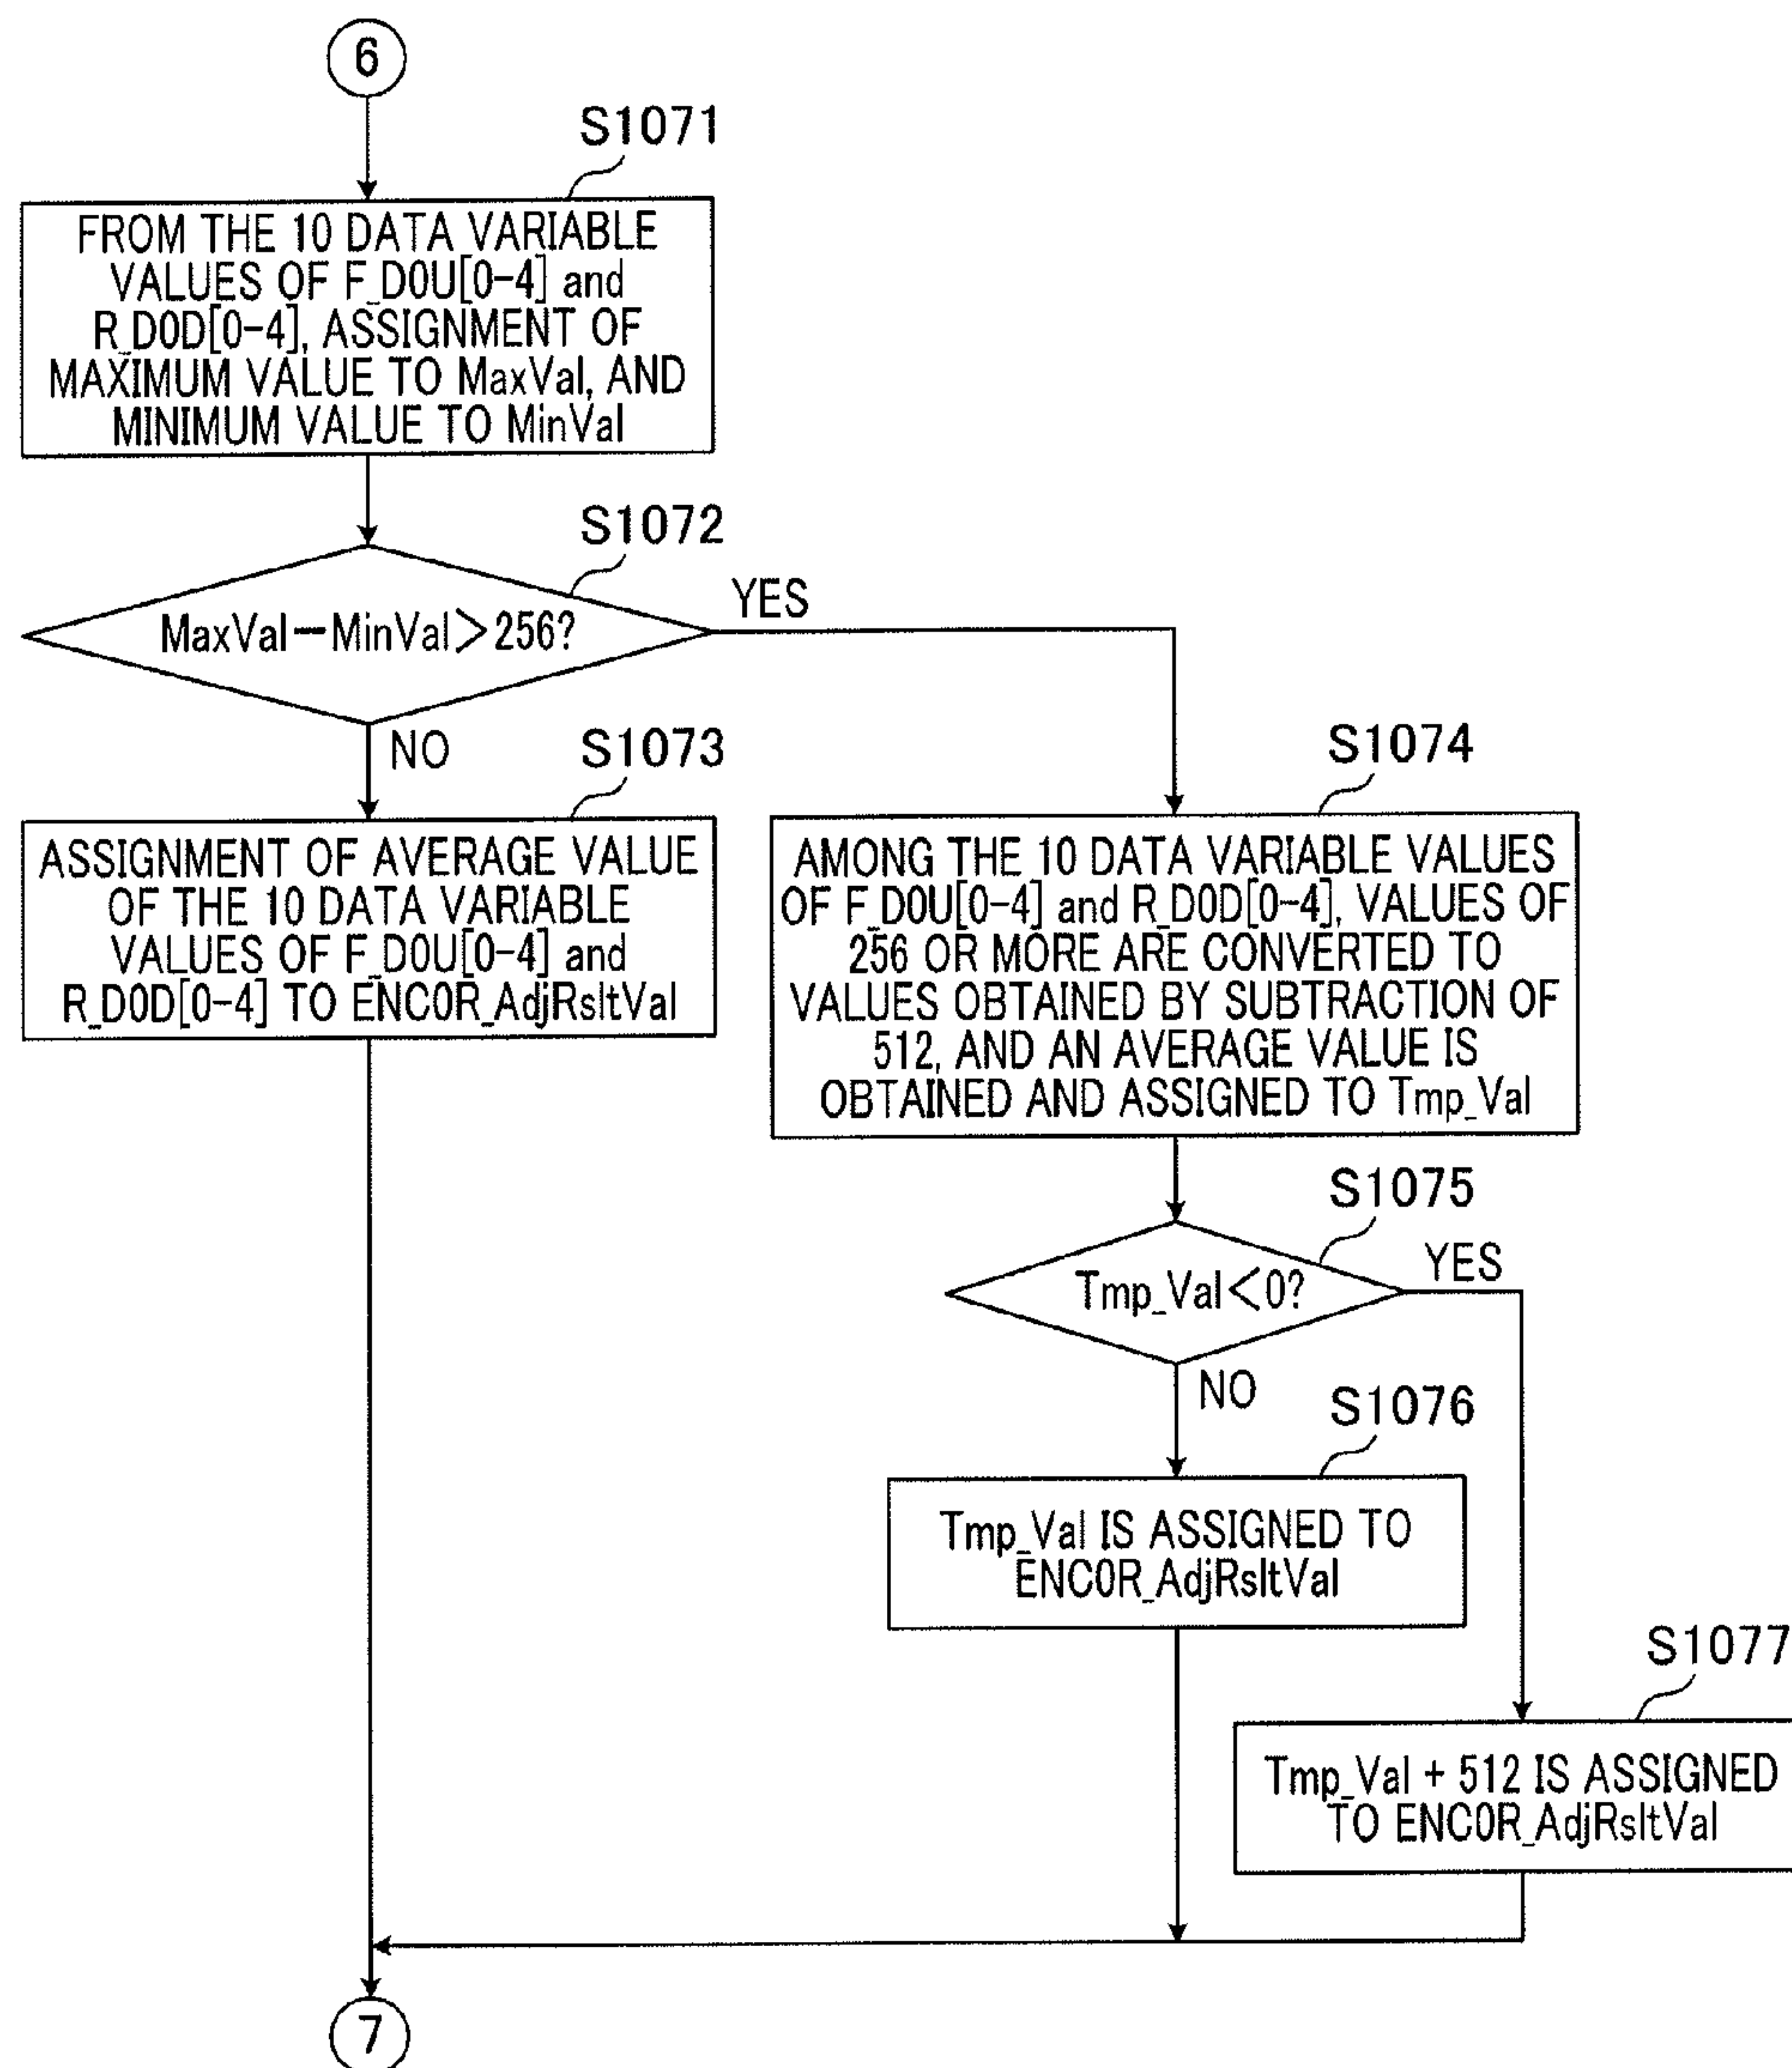 6
S1071
FROM THE 10 DATA VARIABLE
VALUES OF F_D0U[0-4] and
R_D0D[0-4], ASSIGNMENT OF
MAXIMUM VALUE TO MaxVal, AND
MINIMUM VALUE TO MinVal
S1072
MaxVal-MinVal>256?
YES
NO
S1073
ASSIGNMENT OF AVERAGE VALUE
OF THE 10 DATA VARIABLE
VALUES OF F_D0U[0-4] and
R_D0D[0-4] TO ENC0R_AdjRsltVal
S1074
AMONG THE 10 DATA VARIABLE VALUES
OF F_D0U[0-4] and R_D0D[0-4], VALUES OF
256 OR MORE ARE CONVERTED TO
VALUES OBTAINED BY SUBTRACTION OF
512, AND AN AVERAGE VALUE IS
OBTAINED AND ASSIGNED TO Tmp_Val
S1075
Tmp_Val<0?
YES
NO
S1076
Tmp_Val IS ASSIGNED TO
ENC0R_AdjRsltVal
S1077
Tmp_Val + 512 IS ASSIGNED
TO ENC0R_AdjRsltVal
7